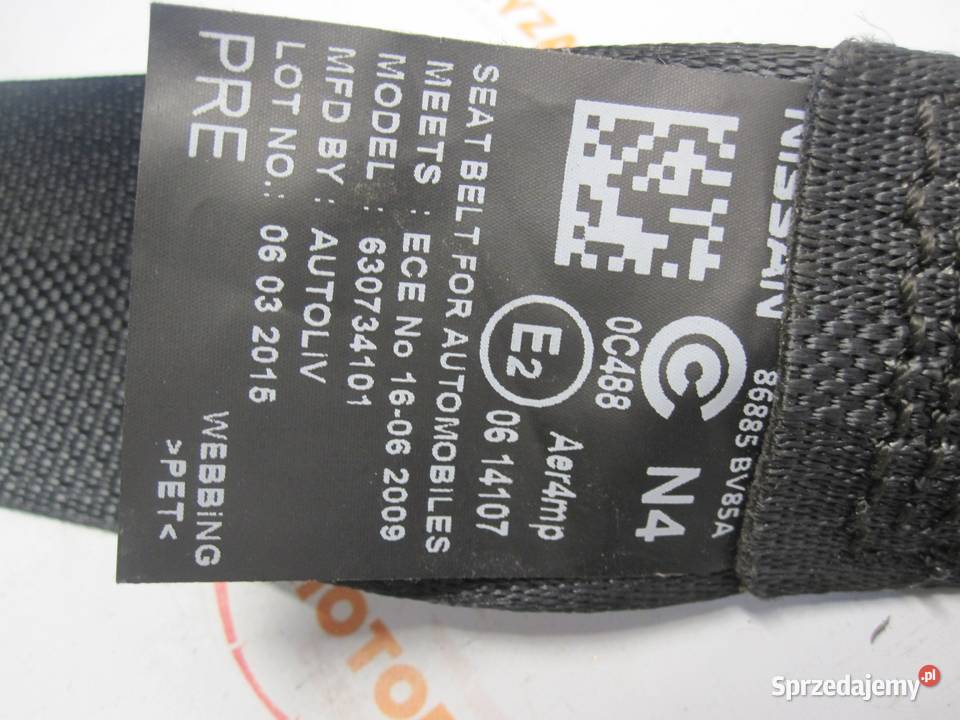 NISSAN
86885 BV85A
C N4
0C488
E2 Aer4mp
06 14107
SEAT BELT FOR AUTOMOBILES
MEETS : ECE No 16-06 2009
MODEL : 630734101
MFD BY : AUTOLIV
LOT NO.: 06 03 2015
PRE
WEBBING
>PET<
Sprzedajemy.pl